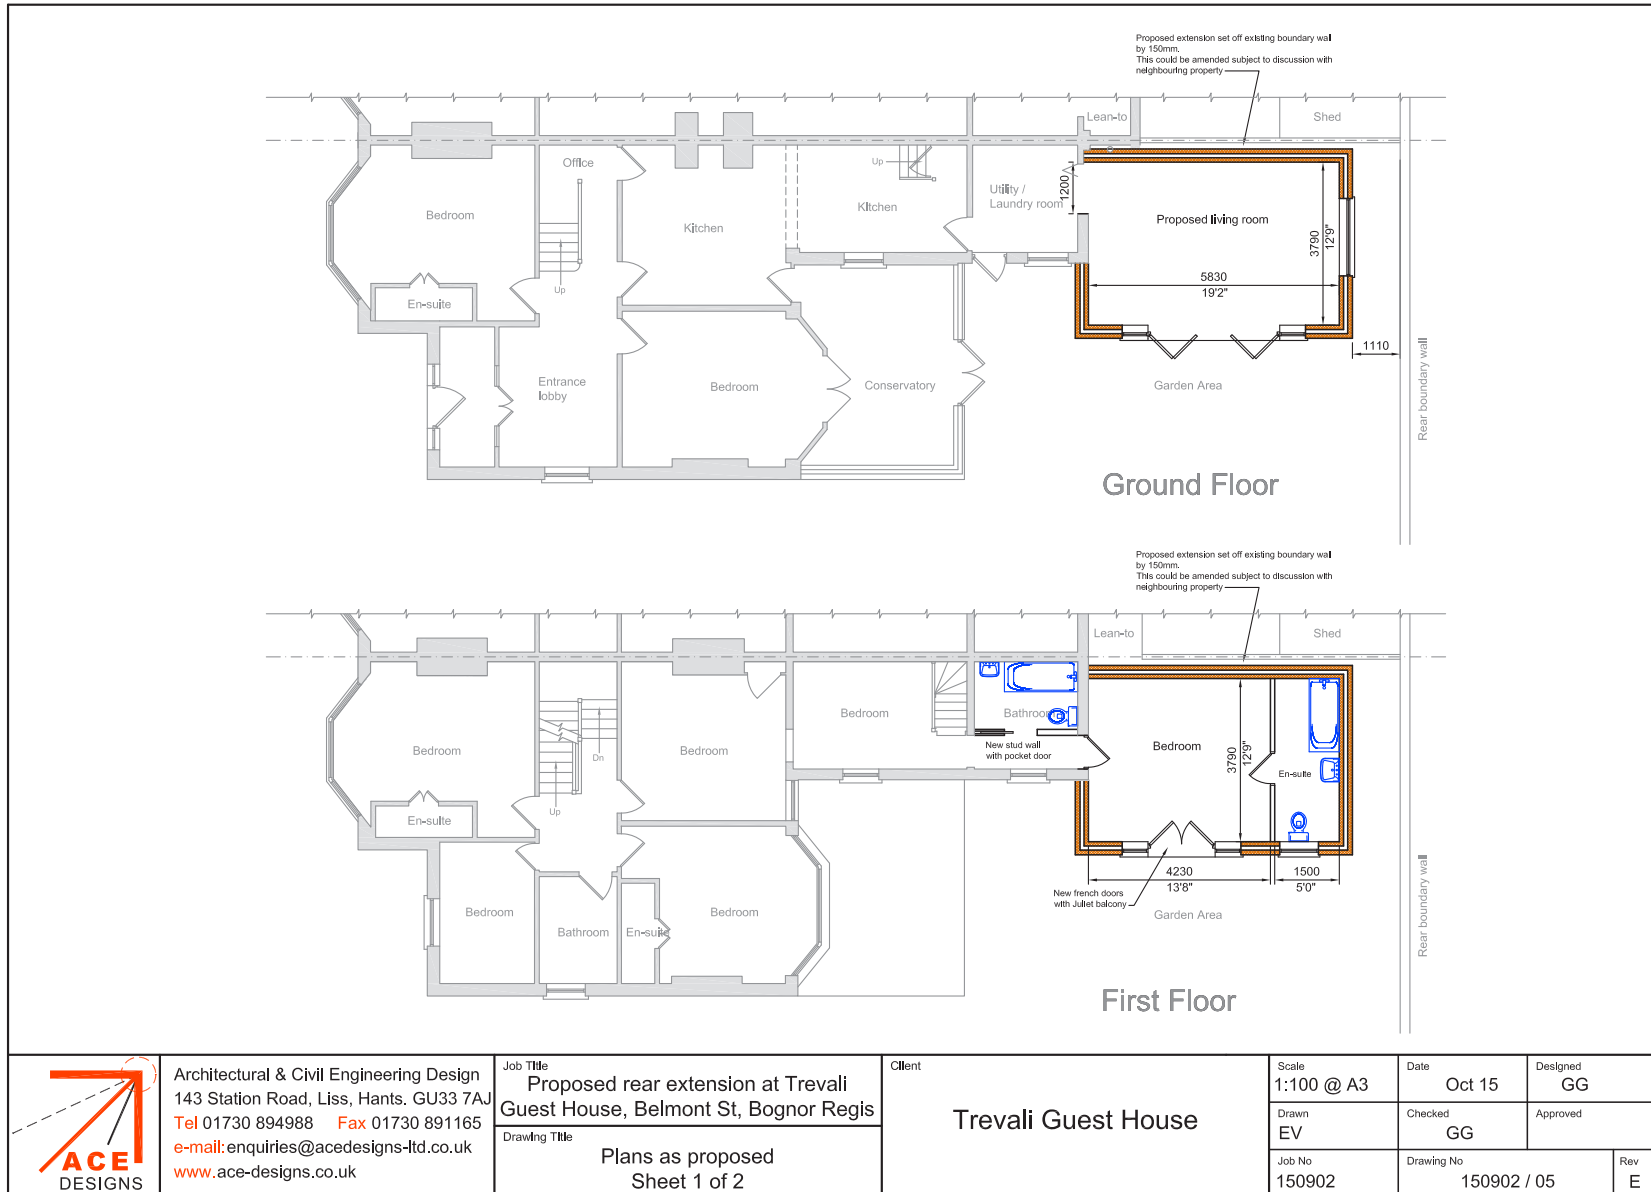 Proposed extension set off existing boundary wall
by 150mm.
This could be amended subject to discussion with
neighbouring property
Lean-to
Shed
Office
Up
Utility /
Laundry room
1200
Bedroom
Kitchen
Kitchen
Proposed living room
3790
12'9"
5830
19'2"
En-suite
Up
1110
Entrance
lobby
Bedroom
Conservatory
Garden Area
Rear boundary wall
Ground Floor
Proposed extension set off existing boundary wall
by 150mm.
This could be amended subject to discussion with
neighbouring property
Lean-to
Shed
Bedroom
Bathroom
Bedroom
Bedroom
Dn
Bedroom
New stud wall
with pocket door
3790
12'9"
En-suite
Up
En-suite
4230
13'8"
1500
5'0"
New french doors
with Juliet balcony
Bedroom
Bathroom
En-suite
Bedroom
Garden Area
Rear boundary wall
First Floor
ACE
DESIGNS
Architectural & Civil Engineering Design
143 Station Road, Liss, Hants. GU33 7AJ
Tel 01730 894988 Fax 01730 891165
e-mail:enquiries@acedesigns-ltd.co.uk
www.ace-designs.co.uk
Job Title
Proposed rear extension at Trevali
Guest House, Belmont St, Bognor Regis
Drawing Title
Plans as proposed
Sheet 1 of 2
Client
Trevali Guest House
Scale
1:100 @ A3
Date
Oct 15
Designed
GG
Drawn
EV
Checked
GG
Approved
Job No
150902
Drawing No
150902 / 05
Rev
E